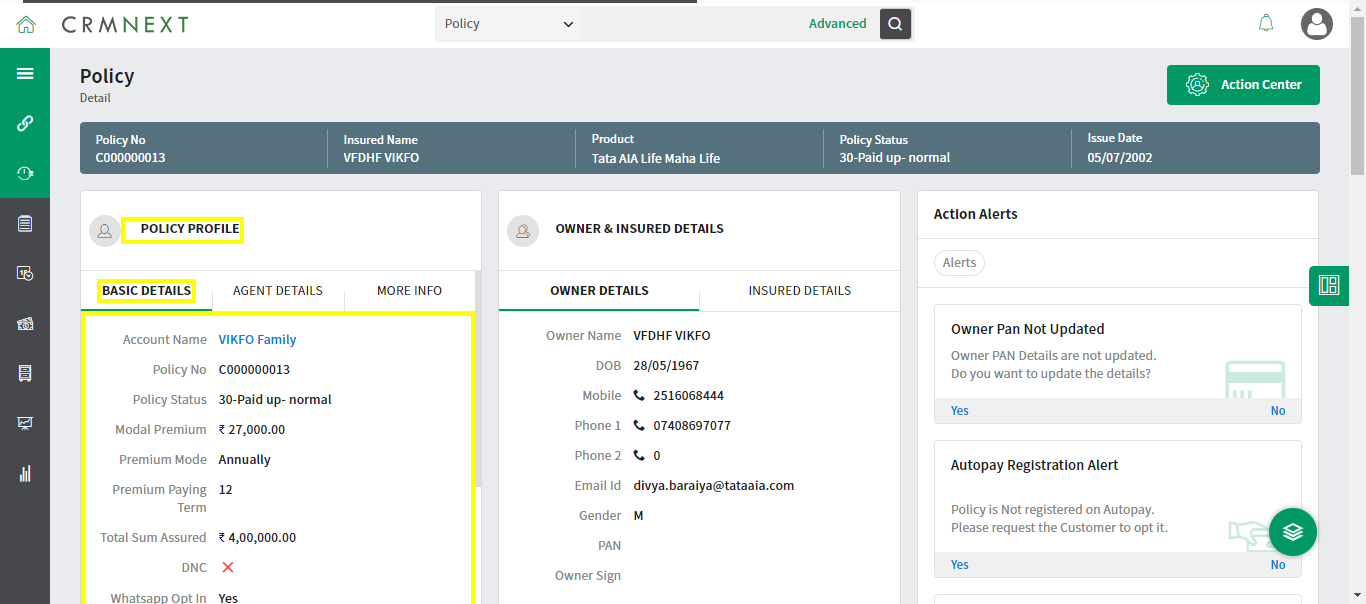 CRMNEXT
Policy
Advanced
Policy
Detail
Action Center
Policy No
C000000013
Insured Name
VFDHF VIKFO
Product
Tata AIA Life Maha Life
Policy Status
30-Paid up- normal
Issue Date
05/07/2002
POLICY PROFILE
BASIC DETAILS
AGENT DETAILS
MORE INFO
Account Name VIKFO Family
Policy No C000000013
Policy Status 30-Paid up- normal
Modal Premium ₹ 27,000.00
Premium Mode Annually
Premium Paying 12
Term
Total Sum Assured ₹ 4,00,000.00
DNC
Whatsapp Opt In Yes
OWNER & INSURED DETAILS
OWNER DETAILS
INSURED DETAILS
Owner Name VFDHF VIKFO
DOB 28/05/1967
Mobile 2516068444
Phone 1 07408697077
Phone 2 0
Email Id divya.baraiya@tataaia.com
Gender M
PAN
Owner Sign
Action Alerts
Alerts
Owner Pan Not Updated
Owner PAN Details are not updated.
Do you want to update the details?
Yes No
Autopay Registration Alert
Policy is Not registered on Autopay.
Please request the Customer to opt it.
Yes No